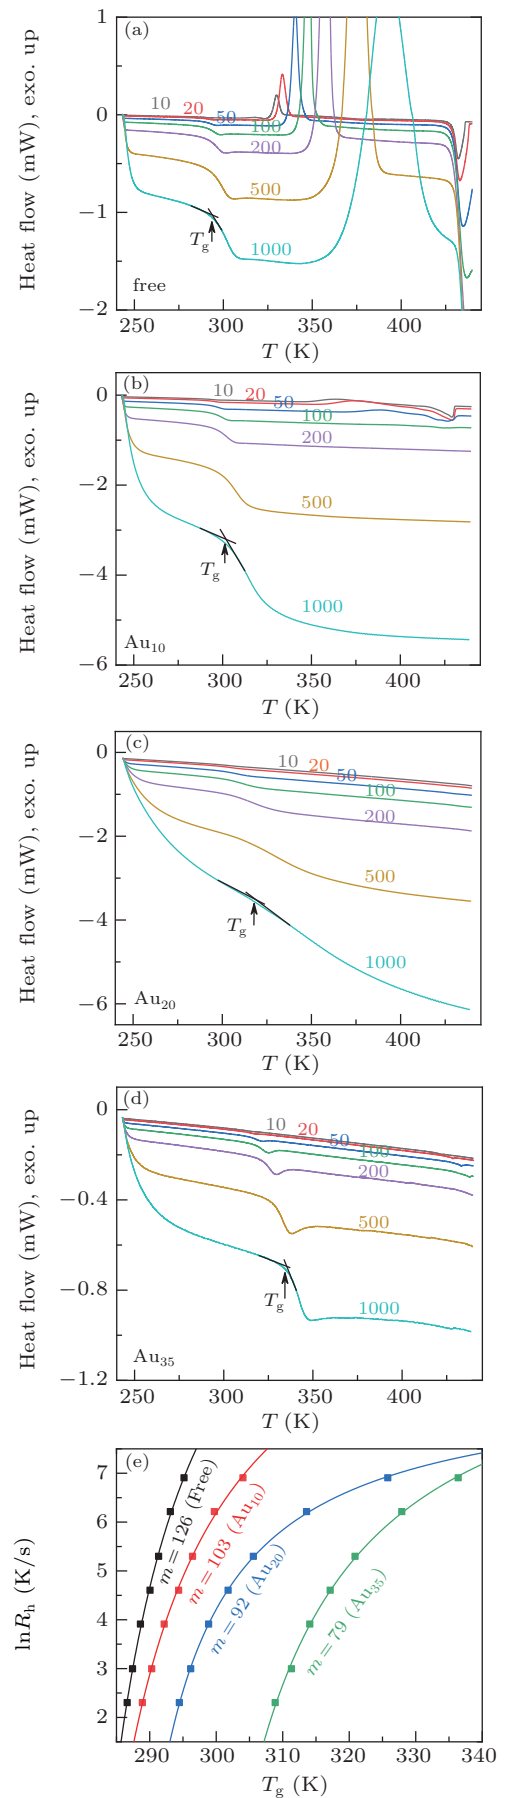 (a)
1
0
−1
−2
Heat flow (mW), exo. up
10
20
50
100
200
500
1000
Tg
free
250 300 350 400
T (K)
(b)
0
−2
−4
−6
Heat flow (mW), exo. up
10
20
50
100
200
500
1000
Tg
Au10
250 300 350 400
T (K)
(c)
0
−2
−4
−6
Heat flow (mW), exo. up
10
20
50
100
200
500
1000
Tg
Au20
250 300 350 400
T (K)
(d)
0
−0.4
−0.8
−1.2
Heat flow (mW), exo. up
10
20
50
100
200
500
1000
Tg
Au35
250 300 350 400
T (K)
(e)
7
6
5
4
3
2
lnRh (K/s)
m=126 (Free)
m=103 (Au10)
m=92 (Au20)
m=79 (Au35)
290 300 310 320 330 340
Tg (K)